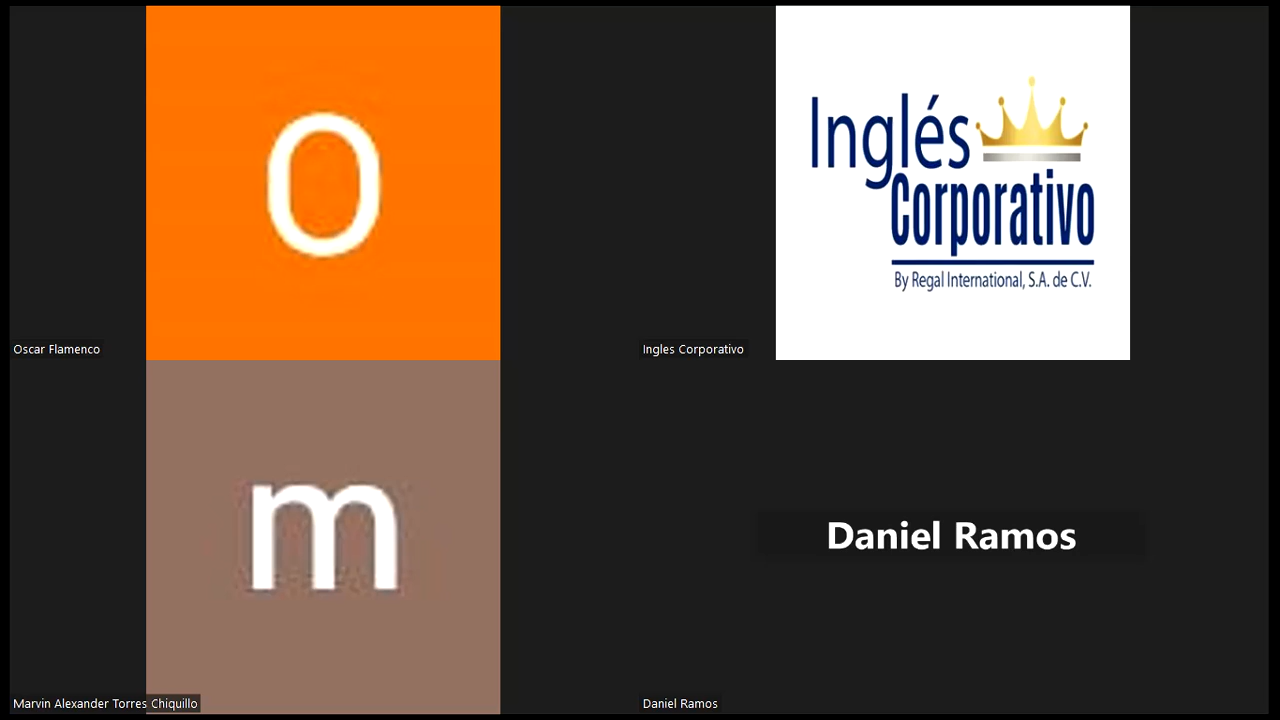 O
Oscar Flamenco
Inglés
Corporativo
By Regal International, S.A. de C.V.
Ingles Corporativo
m
Marvin Alexander Torres Chiquillo
Daniel Ramos
Daniel Ramos